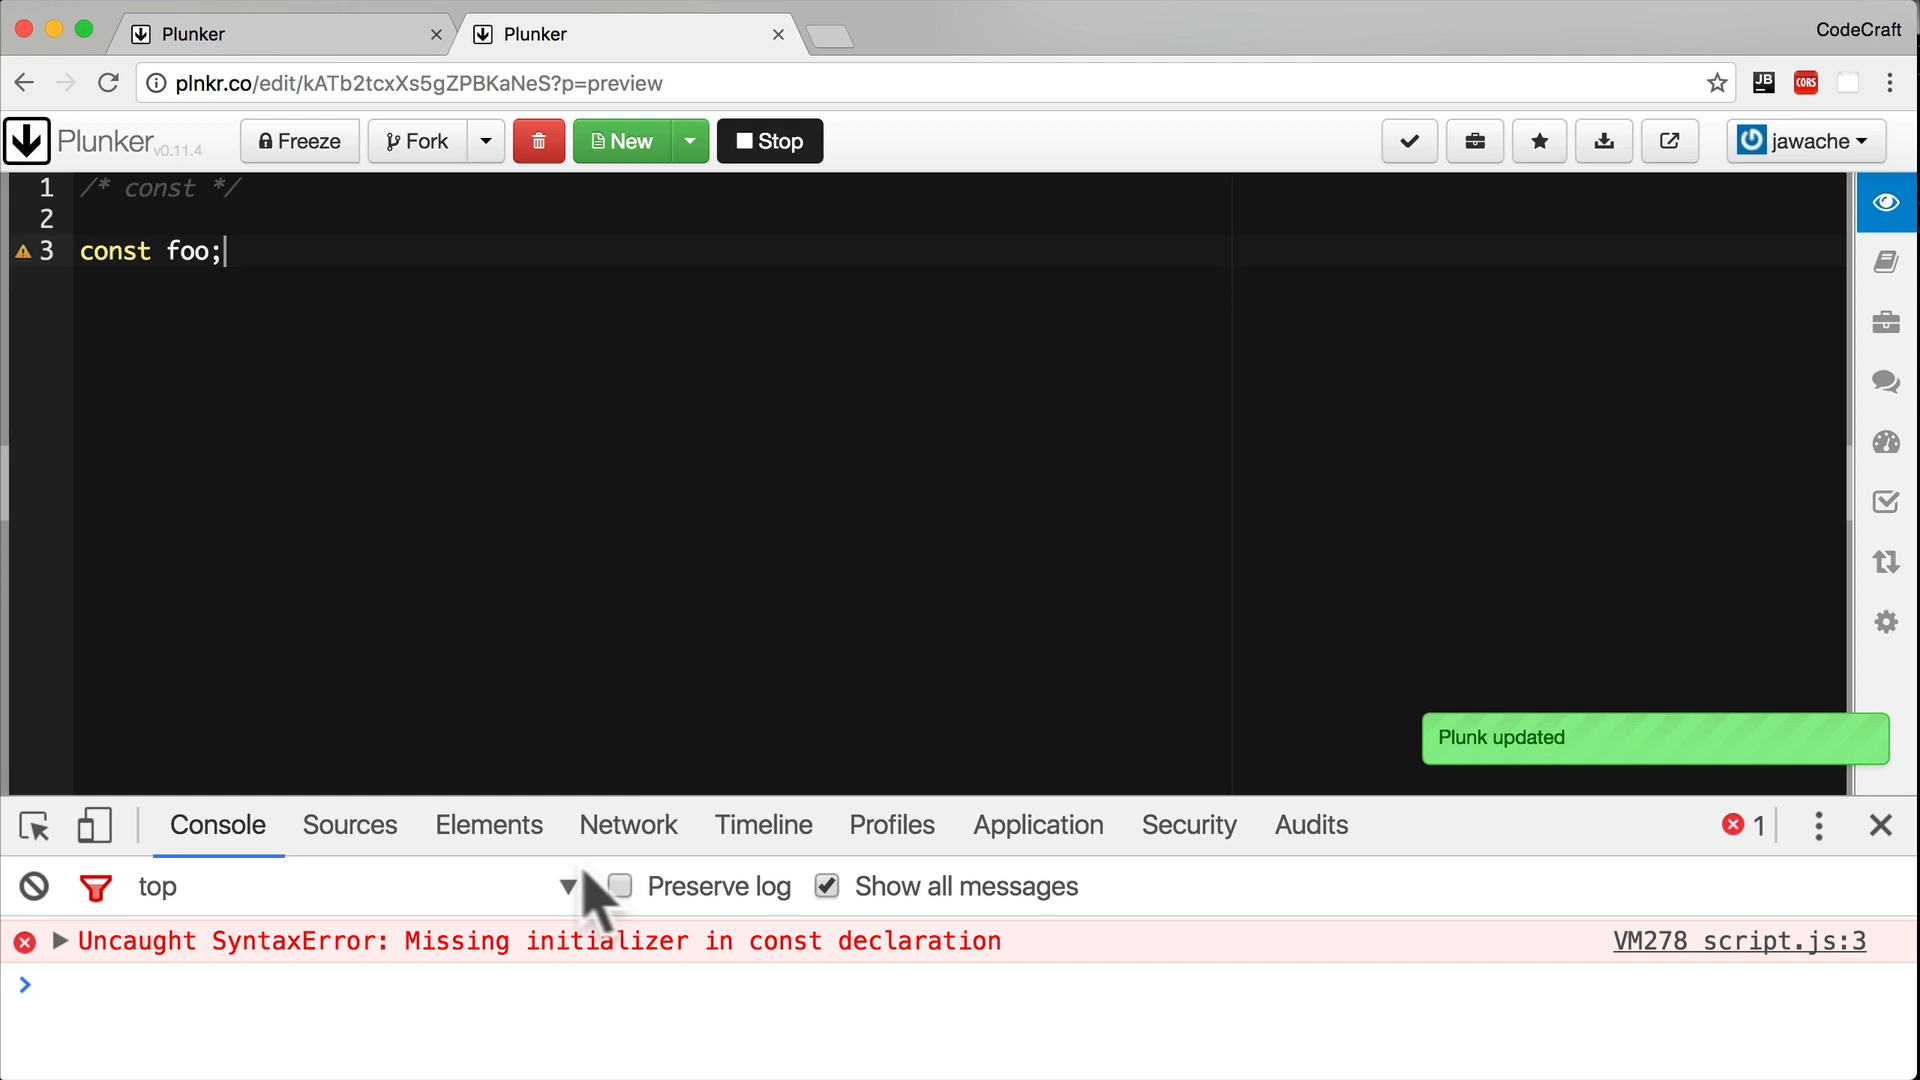 Plunker
Plunker
CodeCraft
plnkr.co/edit/kATb2tcxXs5gZPBKaNeS?p=preview
JB
CORS
Plunker v0.11.4
Freeze
Fork
New
Stop
jawache
1 /* const */
2
3 const foo;
Plunk updated
Console Sources Elements Network Timeline Profiles Application Security Audits 1
top Preserve log Show all messages
Uncaught SyntaxError: Missing initializer in const declaration VM278 script.js:3